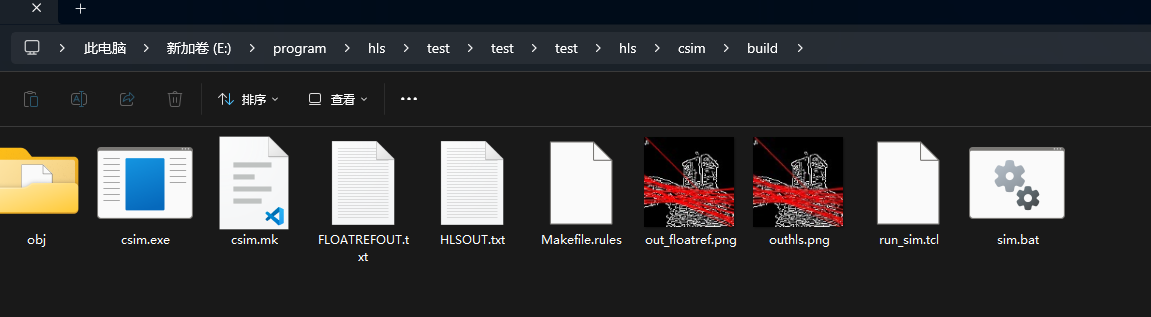 此电脑 新加卷 (E:) program hls test test test hls csim build
排序 查看
obj csim.exe csim.mk FLOATREFOUT.t HLSOUT.txt Makefile.rules out_floatref.png outhls.png run_sim.tcl sim.bat
xt